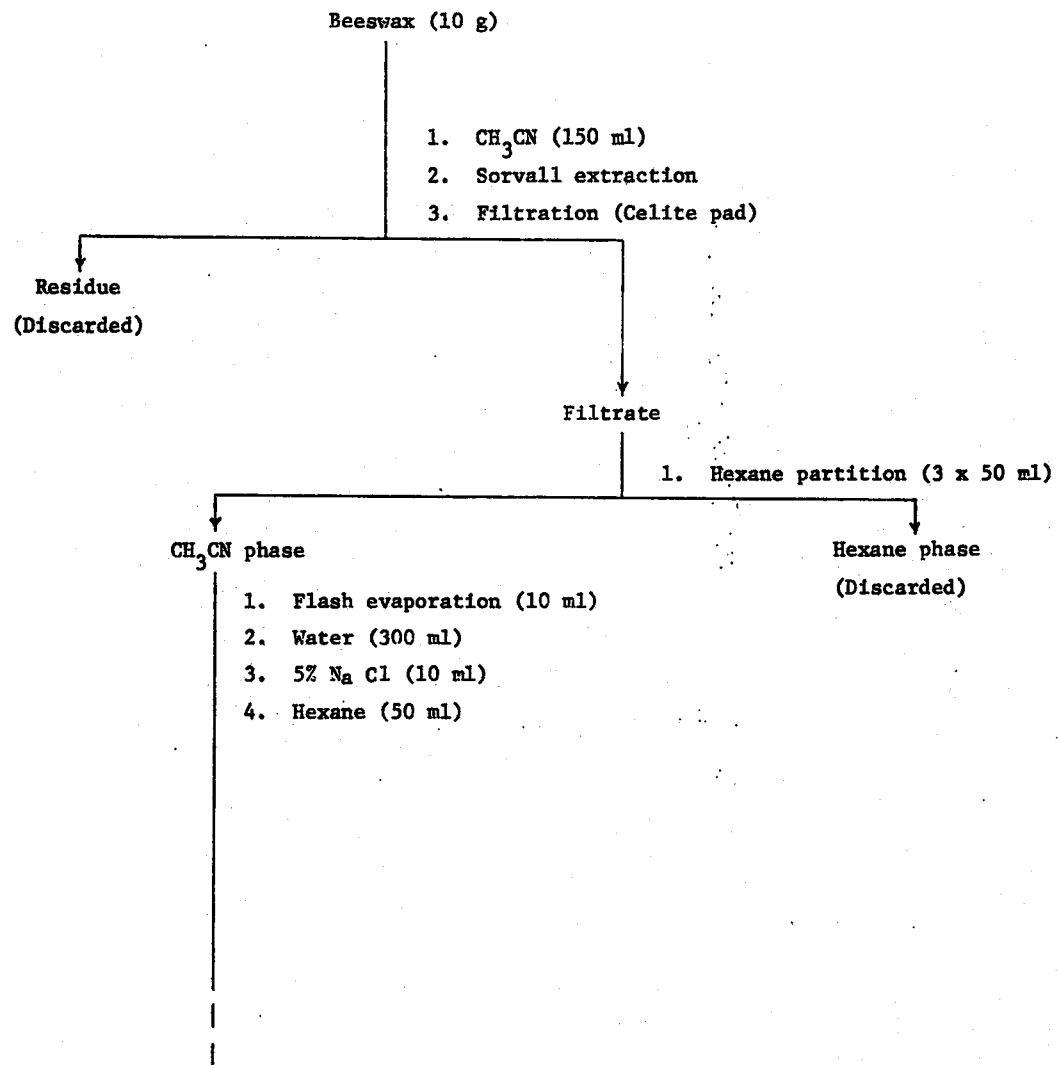 Beeswax (10 g)
1. CH3CN (150 ml)
2. Sorvall extraction
3. Filtration (Celite pad)
Residue
(Discarded)
Filtrate
1. Hexane partition (3 x 50 ml)
CH3CN phase
Hexane phase
(Discarded)
1. Flash evaporation (10 ml)
2. Water (300 ml)
3. 5% Na Cl (10 ml)
4. Hexane (50 ml)